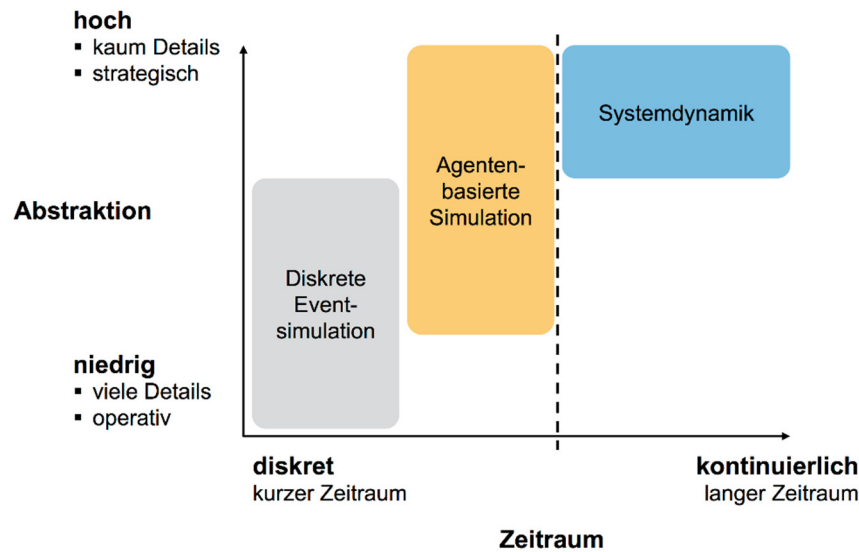 hoch
▪ kaum Details
▪ strategisch
Systemdynamik
Agenten-
basierte
Simulation
Abstraktion
Diskrete
Event-
simulation
niedrig
▪ viele Details
▪ operativ
diskret
kurzer Zeitraum
kontinuierlich
langer Zeitraum
Zeitraum